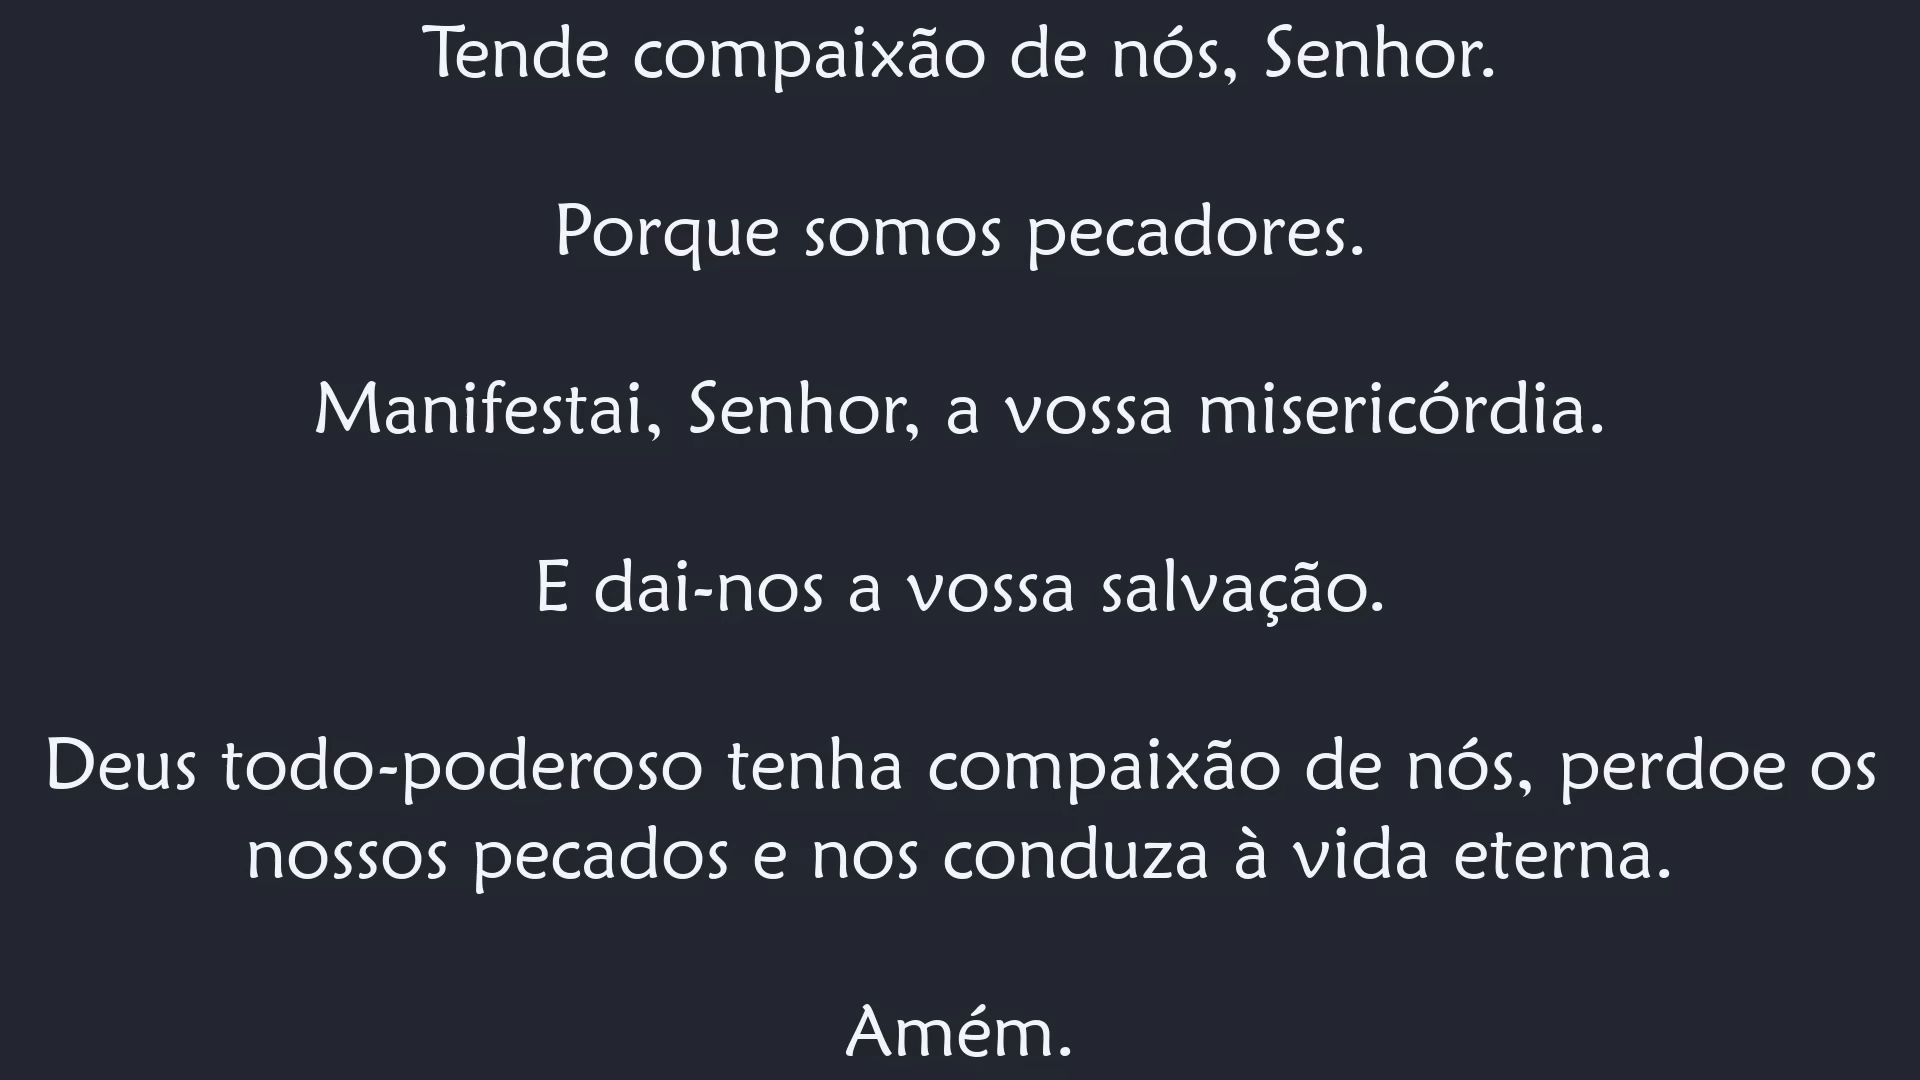 Tende compaixão de nós, Senhor.
Porque somos pecadores.
Manifestai, Senhor, a vossa misericórdia.
E dai-nos a vossa salvação.
Deus todo-poderoso tenha compaixão de nós, perdoe os
nossos pecados e nos conduza à vida eterna.
Amém.